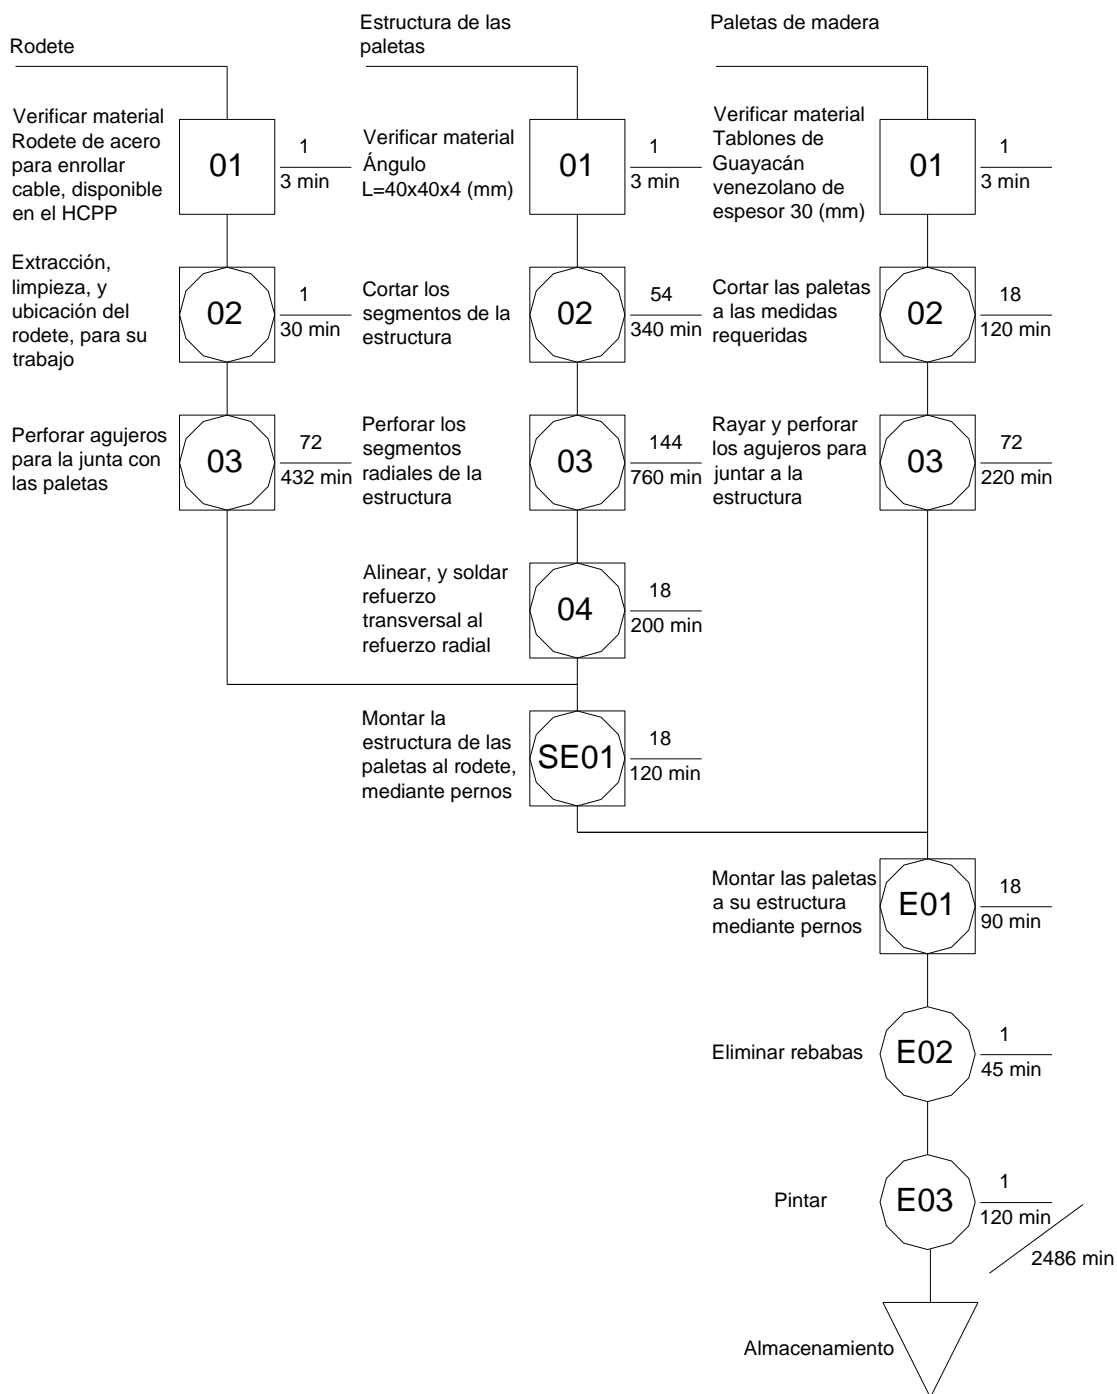 Rodete
Estructura de las
paletas
Paletas de madera
Verificar material
Rodete de acero
para enrollar
cable, disponible
en el HCPP
01
1
3 min
Verificar material
Ángulo
L=40x40x4 (mm)
01
1
3 min
Verificar material
Tablones de
Guayacán
venezolano de
espesor 30 (mm)
01
1
3 min
Extracción,
limpieza, y
ubicación del
rodete, para su
trabajo
02
1
30 min
Cortar los
segmentos de la
estructura
02
54
340 min
Cortar las paletas
a las medidas
requeridas
02
18
120 min
Perforar agujeros
para la junta con
las paletas
03
72
432 min
Perforar los
segmentos
radiales de la
estructura
03
144
760 min
Rayar y perforar
los agujeros para
juntar a la
estructura
03
72
220 min
Alinear, y soldar
refuerzo
transversal al
refuerzo radial
04
18
200 min
Montar la
estructura de las
paletas al rodete,
mediante pernos
SE01
18
120 min
Montar las paletas
a su estructura
mediante pernos
E01
18
90 min
Eliminar rebabas
E02
1
45 min
Pintar
E03
1
120 min
2486 min
Almacenamiento